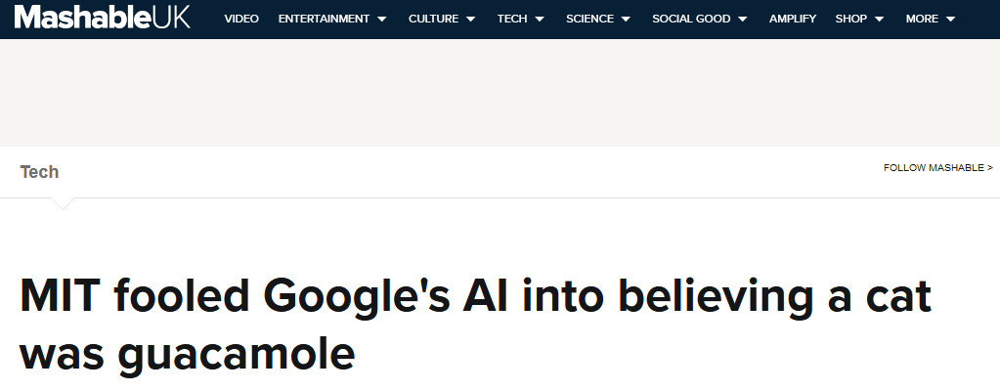 MashableUK VIDEO ENTERTAINMENT CULTURE TECH SCIENCE SOCIAL GOOD AMPLIFY SHOP MORE
Tech FOLLOW MASHABLE >
MIT fooled Google's AI into believing a cat
was guacamole